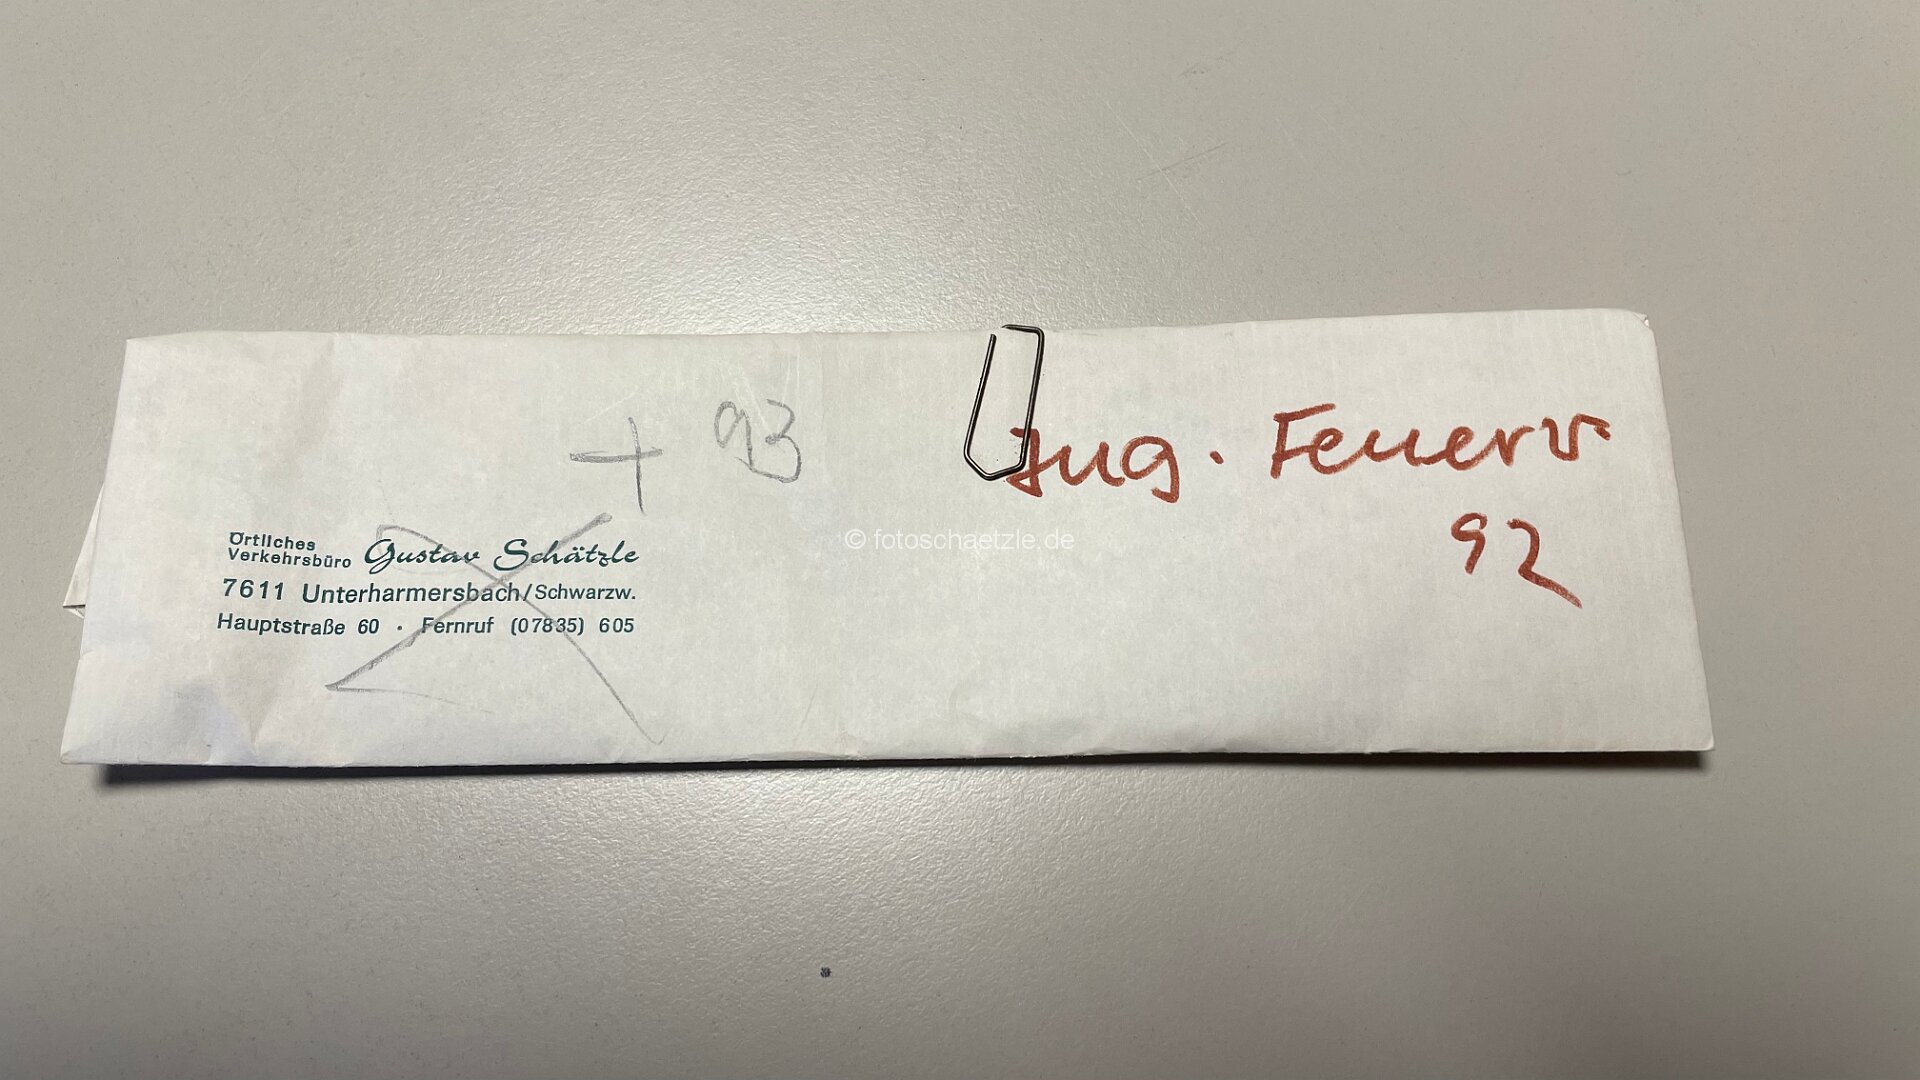 + 93
Jug. Feuerw
92
© fotoschaetzle.de
Örtliches
Verkehrsbüro Gustav Schätzle
7611 Unterharmersbach/Schwarzw.
Hauptstraße 60 · Fernruf (07835) 605